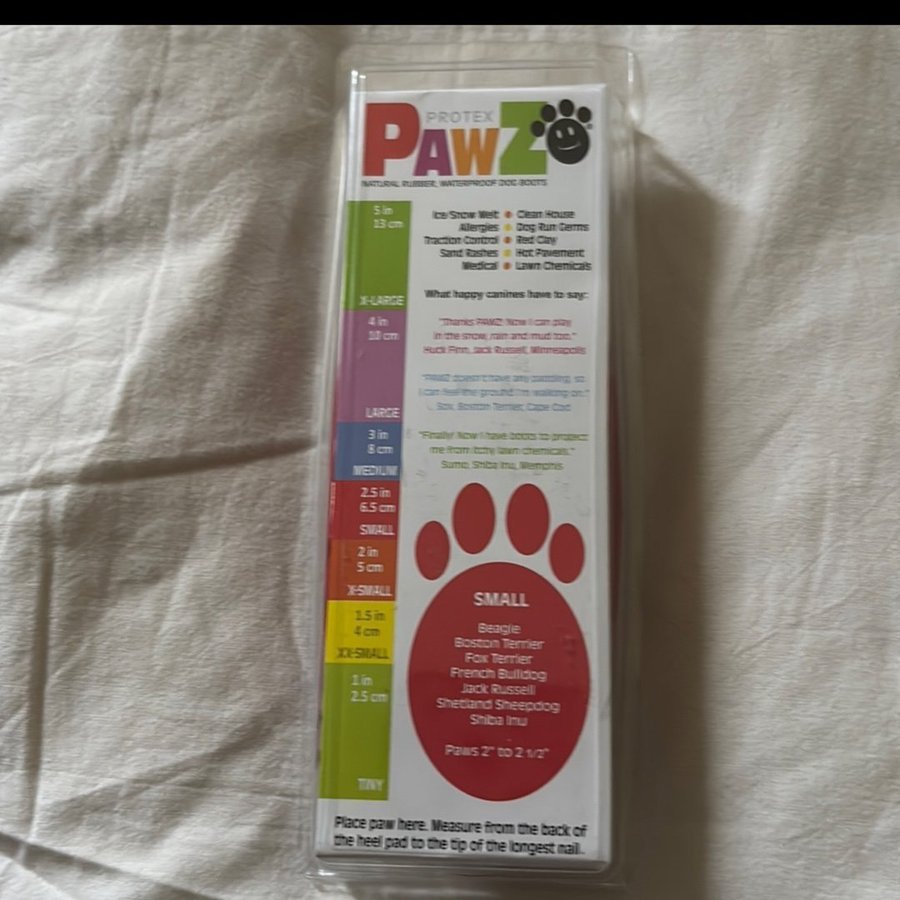 PROTEX
PAWZ
NATURAL RUBBER, WATERPROOF DOG BOOTS
5 in
13 cm
X-LARGE
4 in
10 cm
LARGE
3 in
8 cm
MEDIUM
2.5 in
6.5 cm
SMALL
2 in
5 cm
X-SMALL
1.5 in
4 cm
XX-SMALL
1 in
2.5 cm
TINY
Ice/Snow Melt • Clean House
Allergies • Dog Run Germs
Traction Control • Red Clay
Sand Rashes • Hot Pavement
Medical • Lawn Chemicals
What happy canines have to say:
"Thanks PAWZ! Now I can play
in the snow, rain and mud too."
Huck Finn, Jack Russell, Minneapolis
"PAWZ doesn't have any padding, so
I can feel the ground I'm walking on."
Sox, Boston Terrier, Cape Cod
"Finally! Now I have boots to protect
me from itchy lawn chemicals."
Sumo, Shiba Inu, Memphis
SMALL
Beagle
Boston Terrier
Fox Terrier
French Bulldog
Jack Russell
Shetland Sheepdog
Shiba Inu
Paws 2" to 2 1/2"
Place paw here. Measure from the back of
the heel pad to the tip of the longest nail.